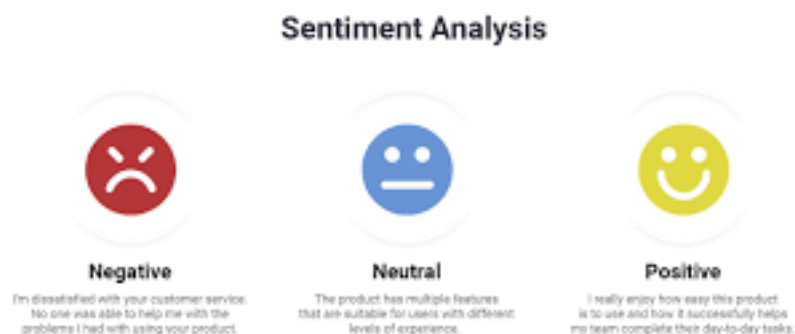 Sentiment Analysis
Negative
I'm dissatisfied with your customer service.
No one was able to help me with the
problems I had with using your product.
Neutral
The product has multiple features
that are suitable for users with different
levels of experience.
Positive
I really enjoy how easy this product
is to use and how it successfully helps
my team complete their day-to-day tasks.